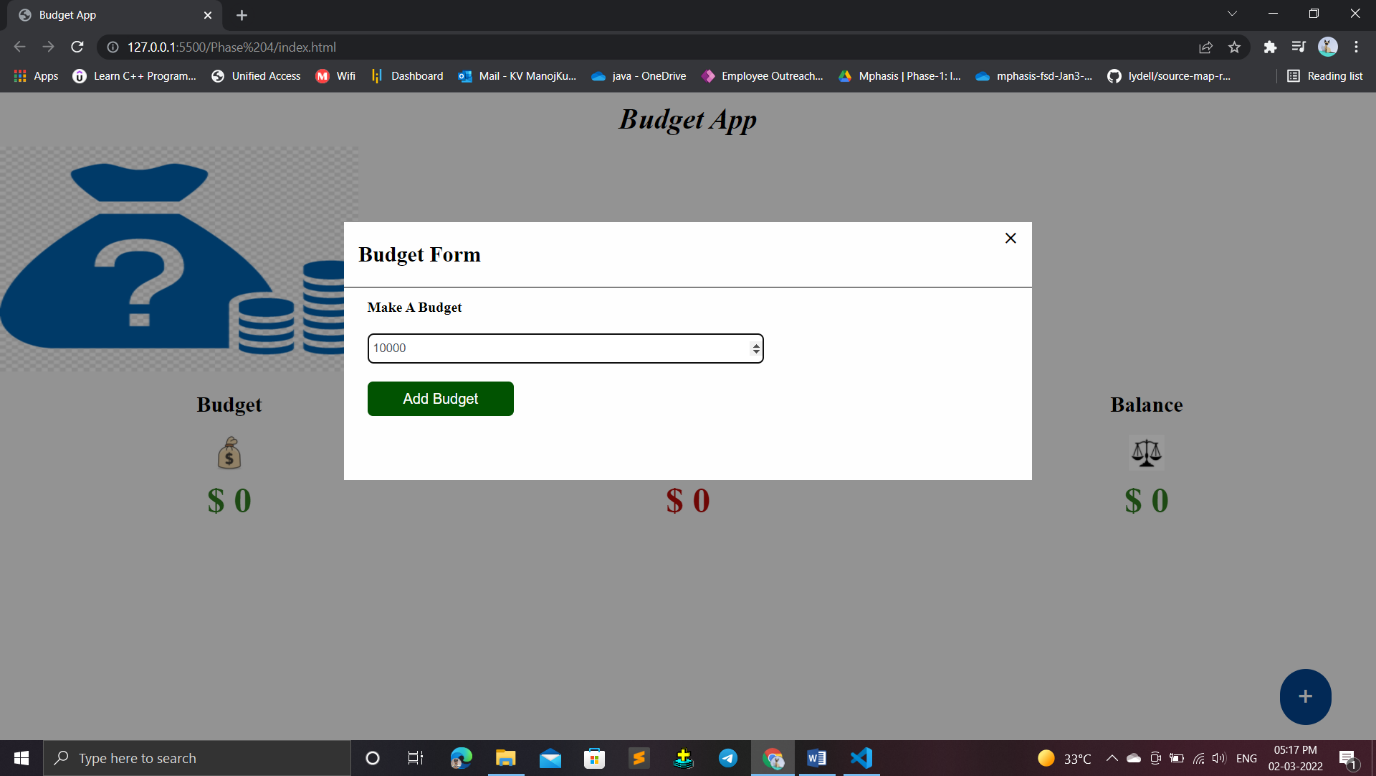 Budget App
127.0.0.1:5500/Phase%204/index.html
Apps
Learn C++ Program...
Unified Access
Wifi
Dashboard
Mail - KV ManojKu...
java - OneDrive
Employee Outreach...
Mphasis | Phase-1: I...
mphasis-fsd-Jan3-...
lydell/source-map-r...
Reading list
Budget App
?
Budget Form
Make A Budget
10000
Add Budget
Budget
Balance
$
$ 0
$ 0
$ 0
+
Type here to search
33°C
ENG
05:17 PM
02-03-2022
1